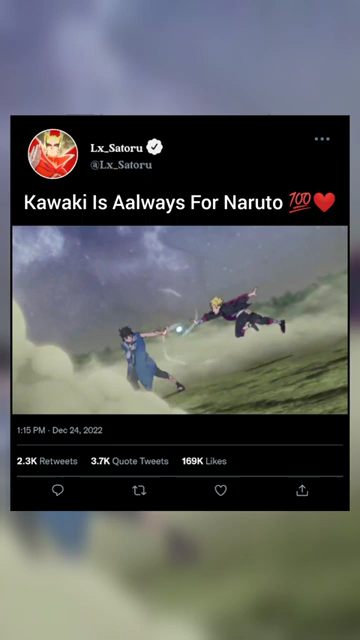 Lx_Satoru
@Lx_Satoru
Kawaki Is Aalways For Naruto 💯❤️
1:15 PM · Dec 24, 2022
2.3K Retweets 3.7K Quote Tweets 169K Likes